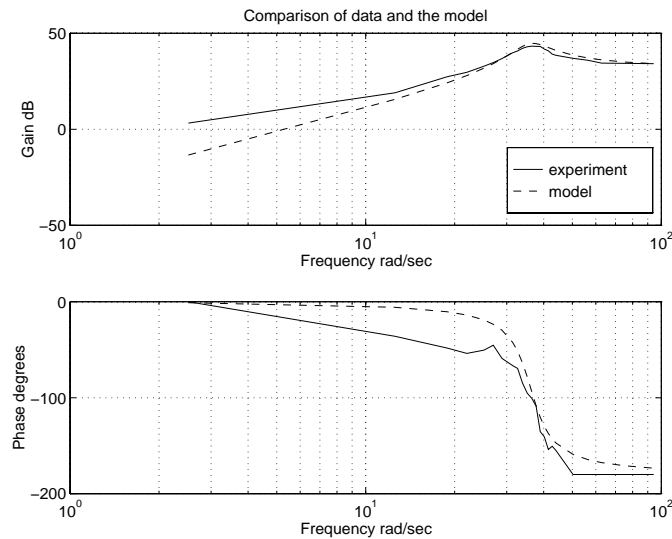 Comparison of data and the model
50
0
−50
Gain dB
10^0
10^1
10^2
Frequency rad/sec
experiment
model
0
−100
−200
Phase degrees
10^0
10^1
10^2
Frequency rad/sec